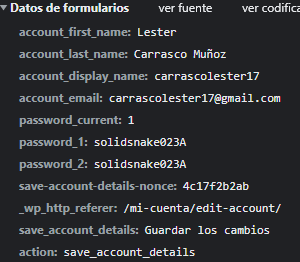 Datos de formularios ver fuente ver codifica
account_first_name: Lester
account_last_name: Carrasco Muñoz
account_display_name: carrascolester17
account_email: carrascolester17@gmail.com
password_current: 1
password_1: solidsnake023A
password_2: solidsnake023A
save-account-details-nonce: 4c17f2b2ab
_wp_http_referer: /mi-cuenta/edit-account/
save_account_details: Guardar los cambios
action: save_account_details